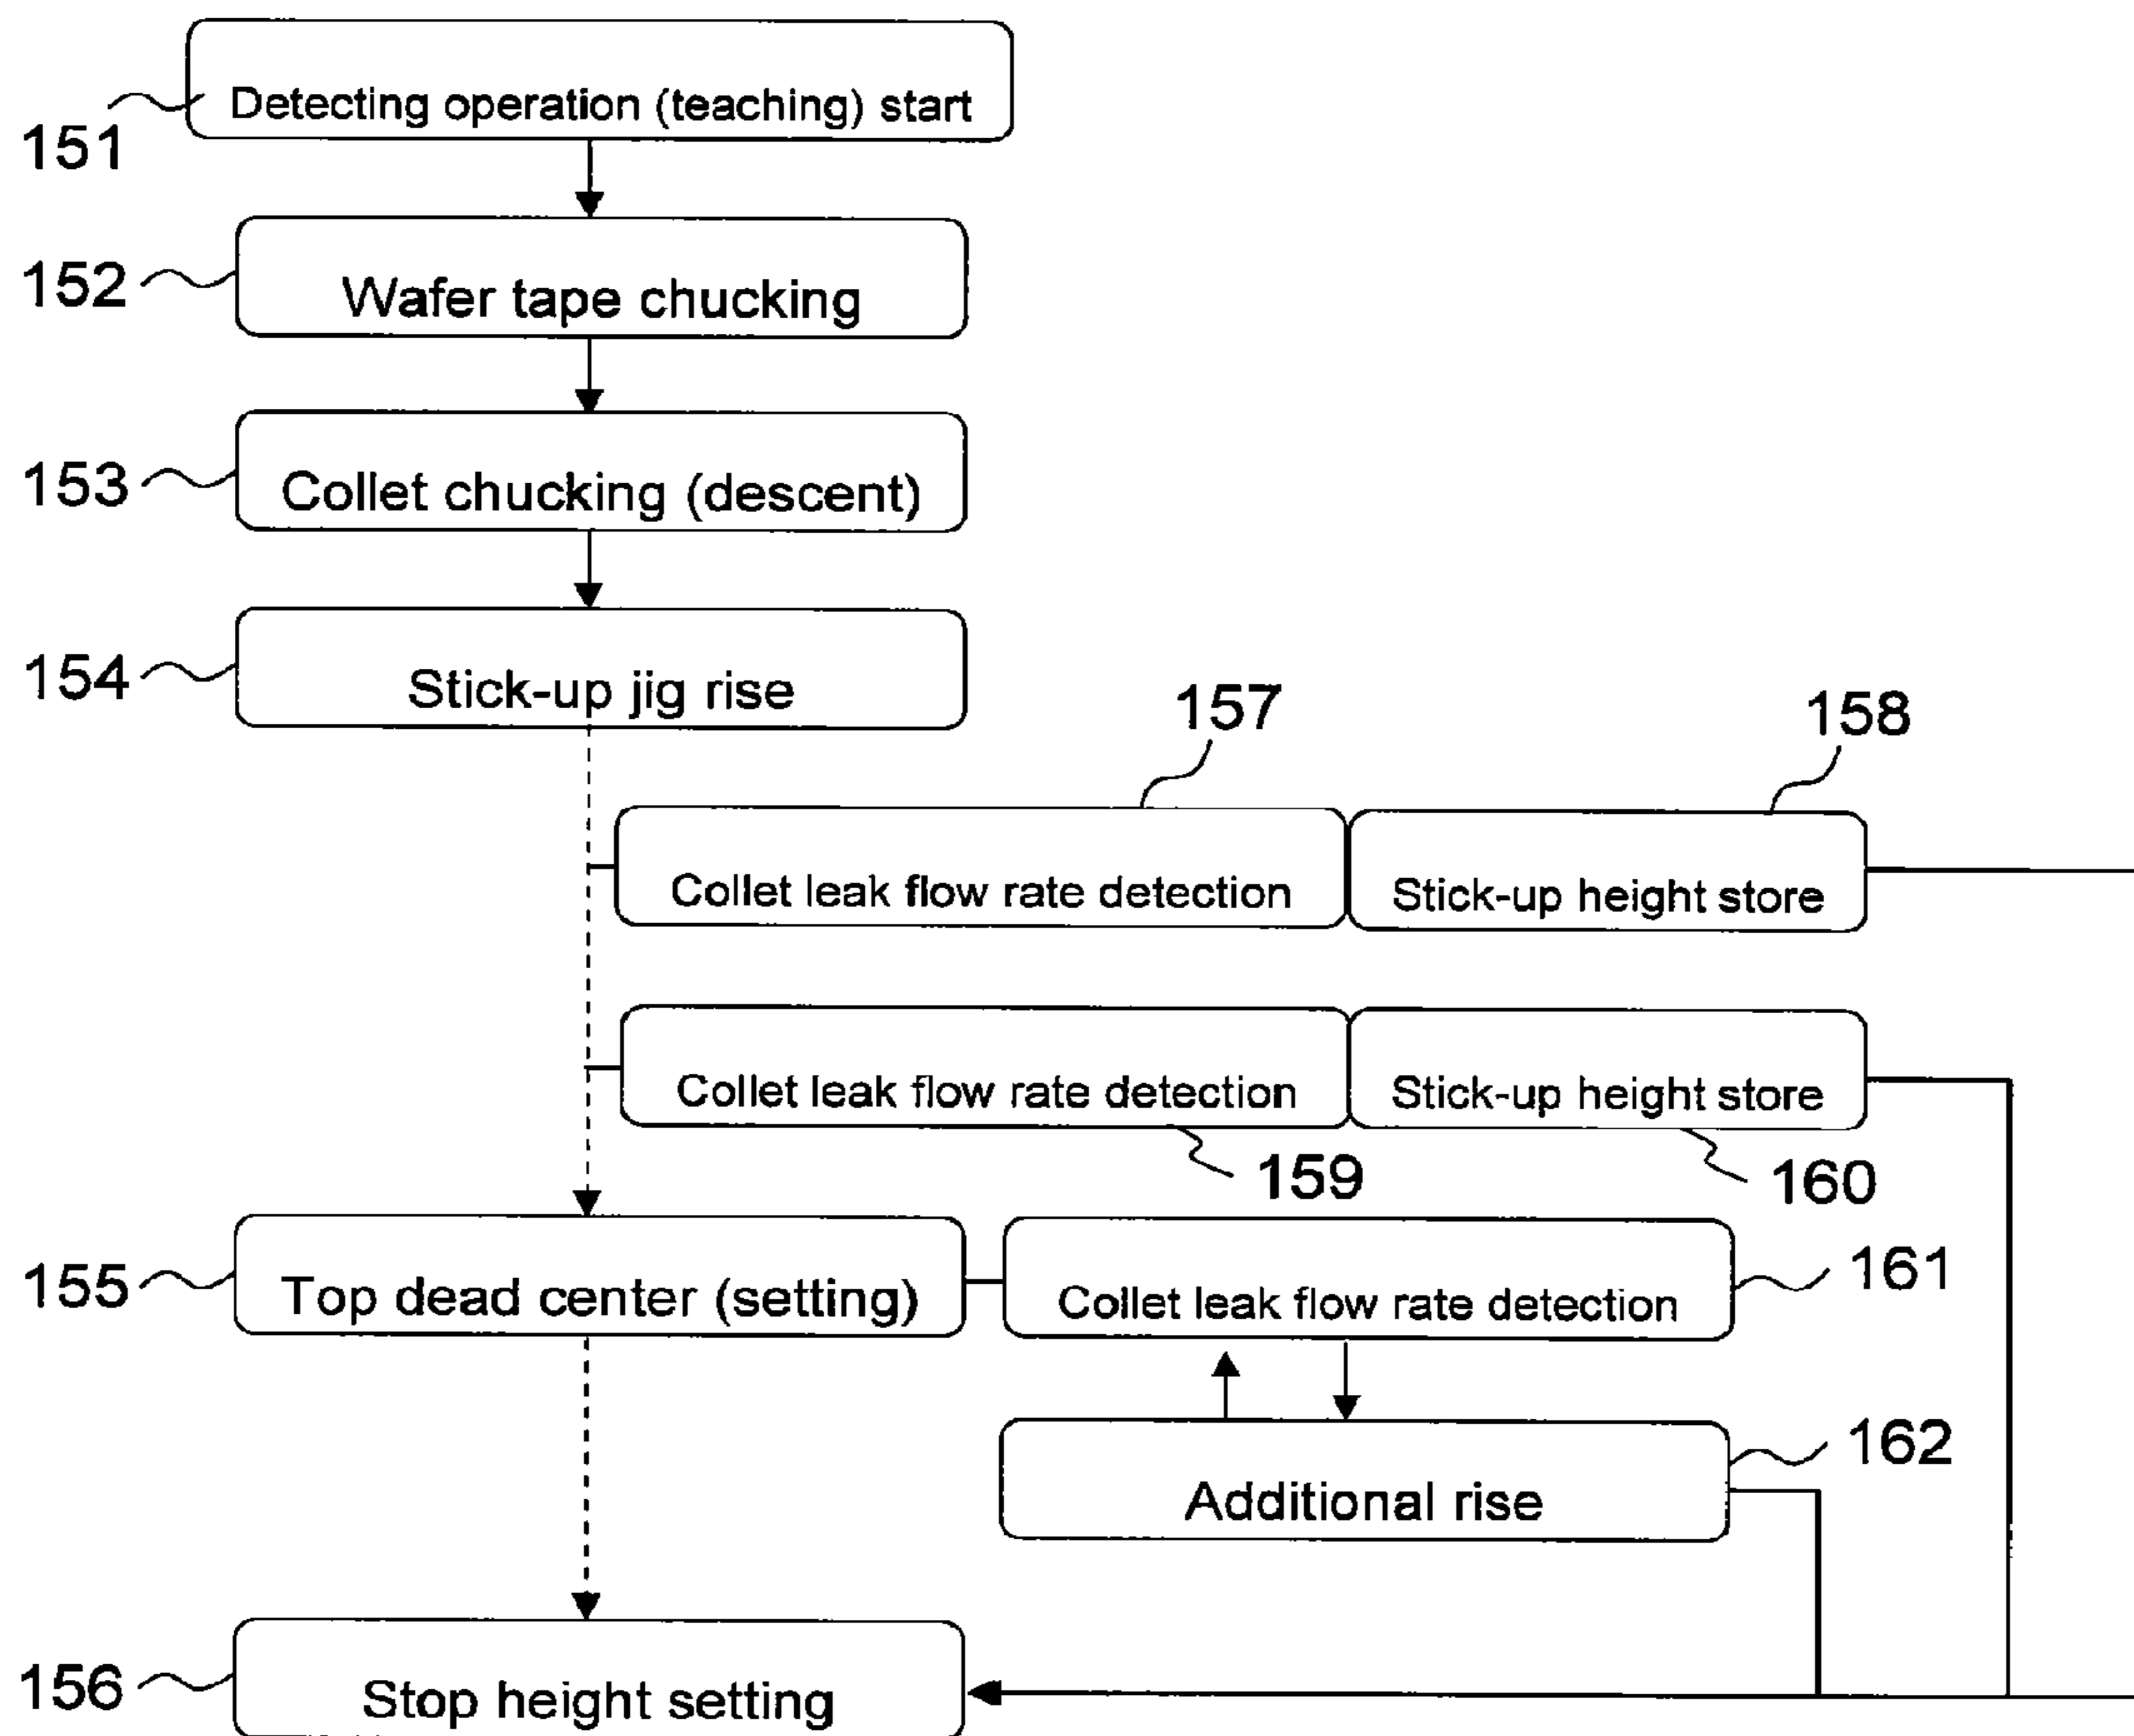 Detecting operation (teaching) start
151
Wafer tape chucking
152
Collet chucking (descent)
153
Stick-up jig rise
154
157
158
Collet leak flow rate detection
Stick-up height store
Collet leak flow rate detection
Stick-up height store
159
160
Top dead center (setting)
155
Collet leak flow rate detection
161
Additional rise
162
Stop height setting
156